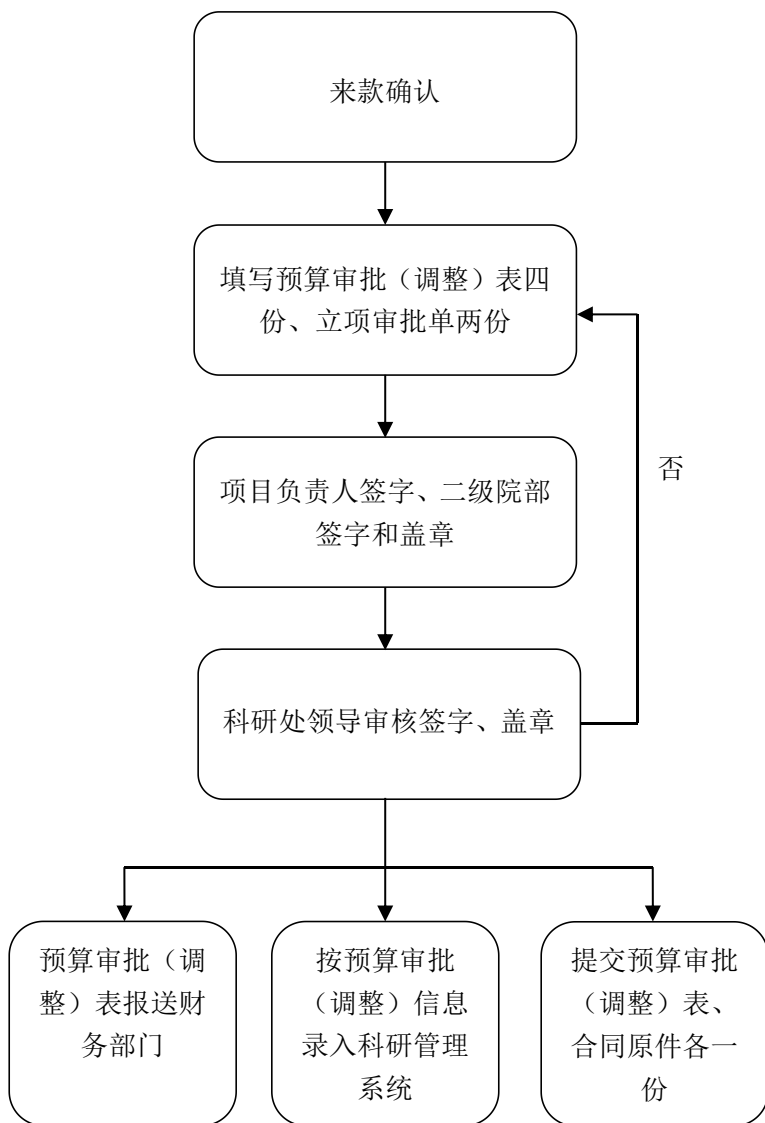 来款确认
填写预算审批（调整）表四
份、立项审批单两份
项目负责人签字、二级院部
签字和盖章
否
科研处领导审核签字、盖章
预算审批（调
整）表报送财
务部门
按预算审批
（调整）信息
录入科研管理
系统
提交预算审批
（调整）表、
合同原件各一
份